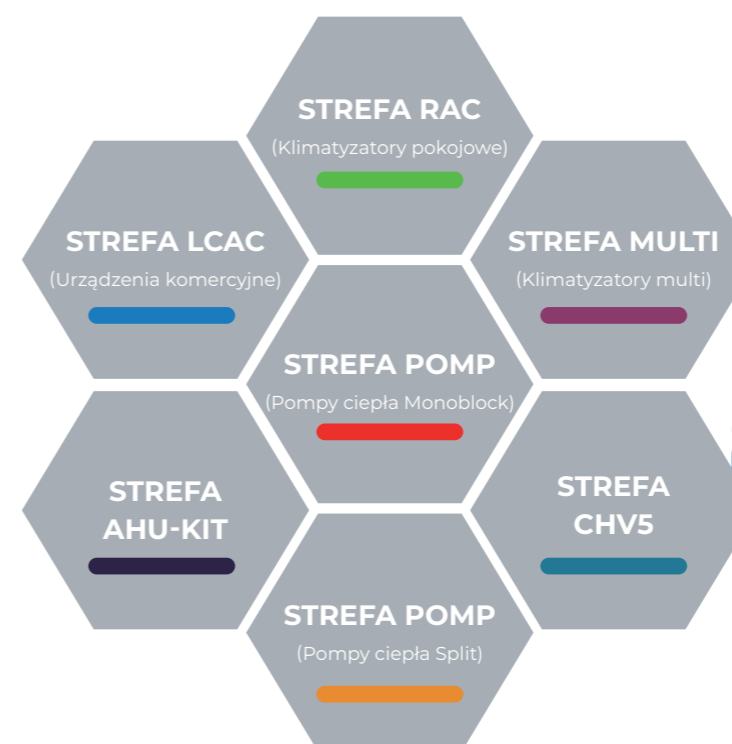 STREFA RAC
(Klimatyzatory pokojowe)
STREFA LCAC
(Urządzenia komercyjne)
STREFA MULTI
(Klimatyzatory multi)
STREFA POMP
(Pompy ciepła Monoblock)
STREFA
AHU-KIT
STREFA
CHV5
STREFA POMP
(Pompy ciepła Split)